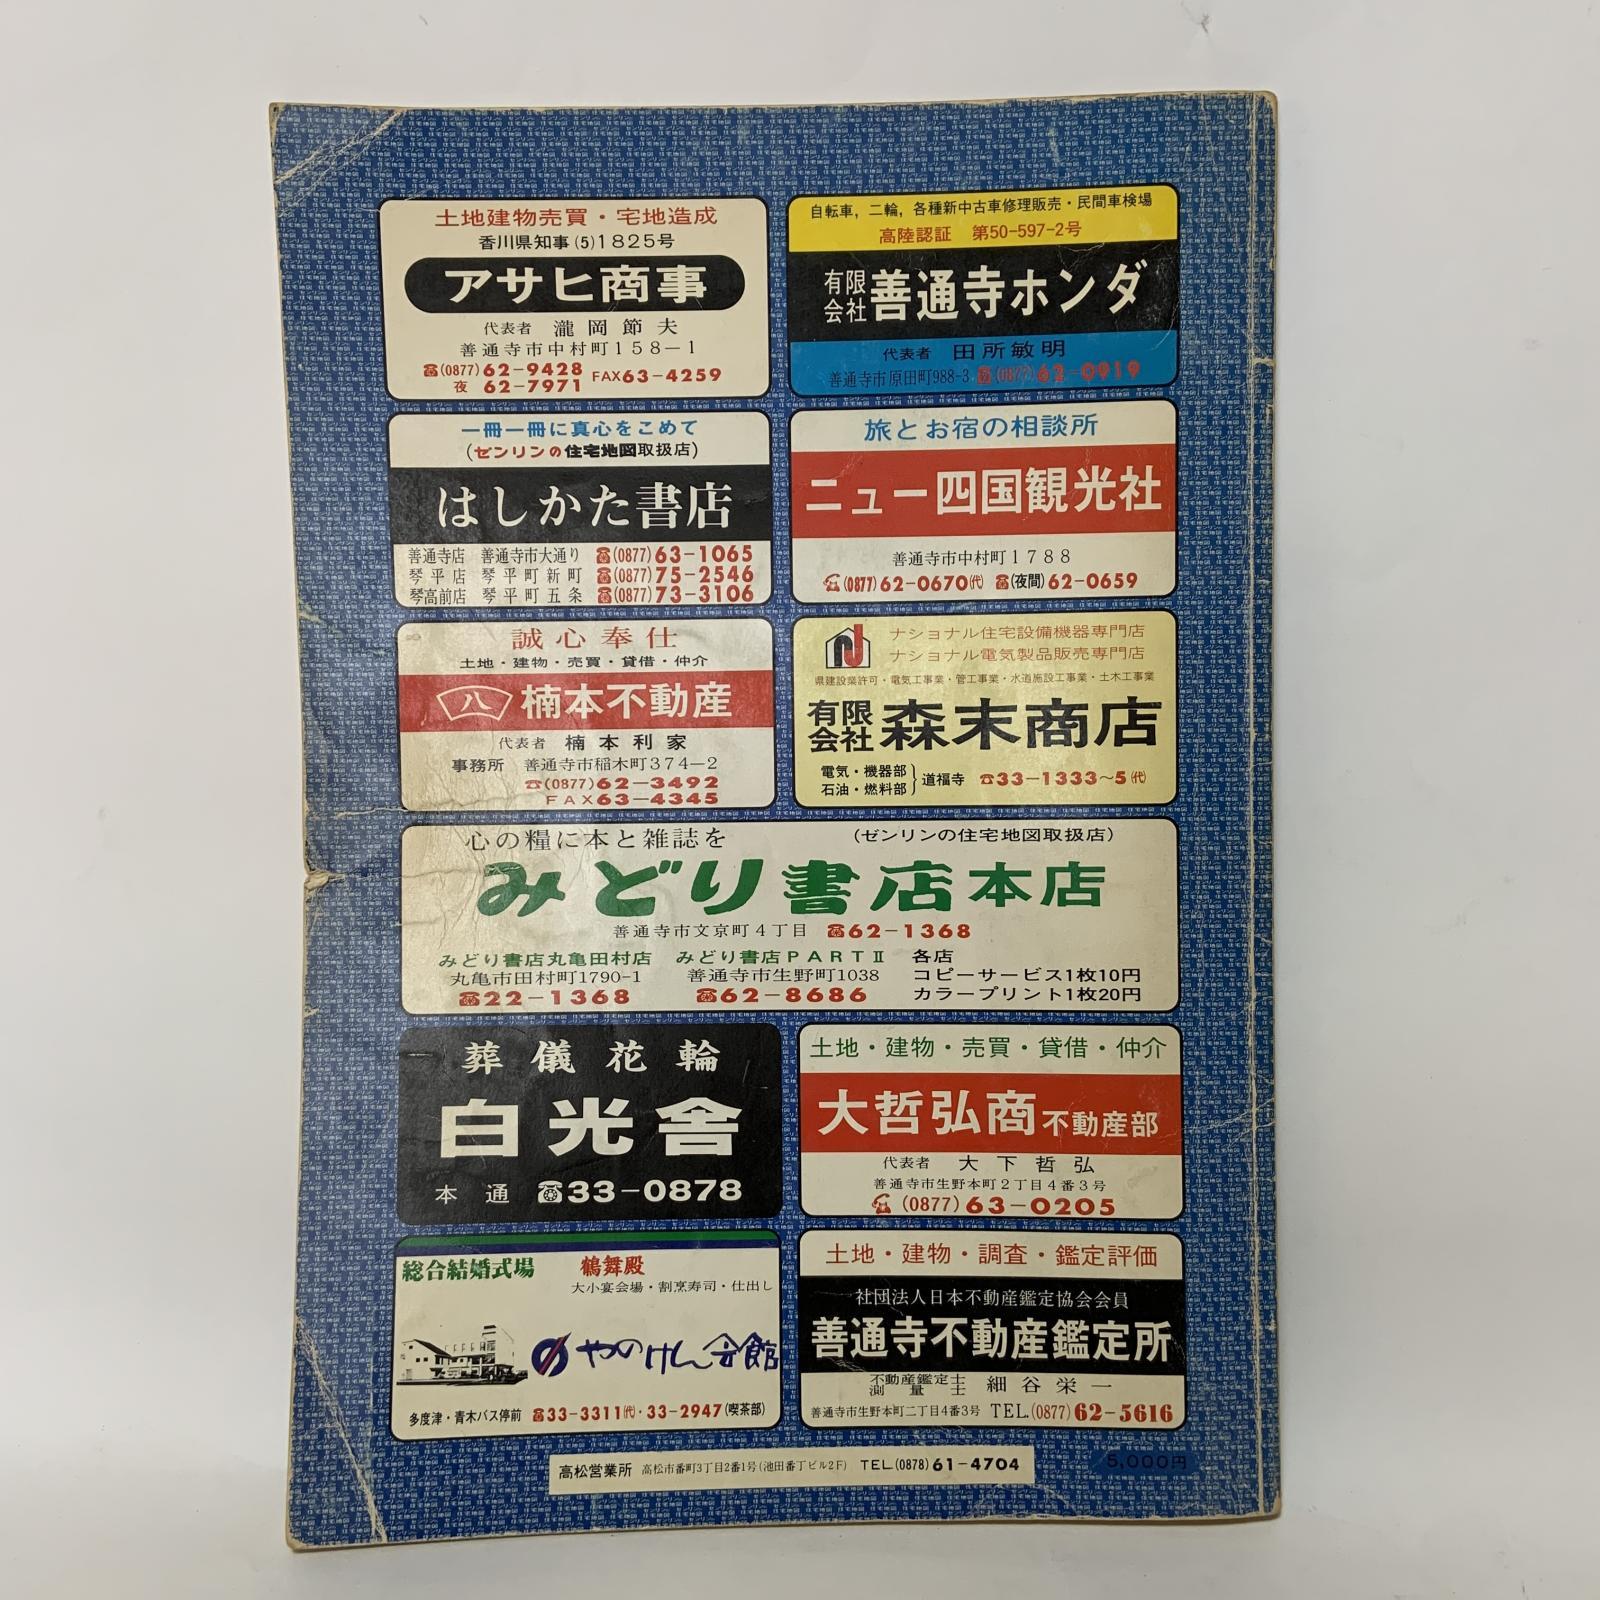 土地建物売買・宅地造成
香川県知事(5)1825号
アサヒ商事
代表者 瀧岡節夫
善通寺市中村町158-1
☎(0877)62-9428 FAX63-4259
夜 62-7971
自転車, 二輪, 各種新中古車修理販売・民間車検場
高陸認証 第50-597-2号
有限会社 善通寺ホンダ
代表者 田所敏明
善通寺市原田町988-3 ☎(0877)62-0919
一冊一冊に真心をこめて
(ゼンリンの住宅地図取扱店)
はしかた書店
善通寺店 善通寺市大通り ☎(0877)63-1065
琴平店 琴平町新町 ☎(0877)75-2546
琴高前店 琴平町五条 ☎(0877)73-3106
旅とお宿の相談所
ニュー四国観光社
善通寺市中村町1788
☎(0877)62-0670(代) ☎(夜間)62-0659
誠心奉仕
土地・建物・売買・貸借・仲介
八 楠本不動産
代表者 楠本利家
事務所 善通寺市稲木町374-2
☎(0877)62-3492
FAX63-4345
ナショナル住宅設備機器専門店
ナショナル電気製品販売専門店
県建設業許可・電気工事業・管工事業・水道施設工事業・土木工事業
有限会社 森末商店
電気・機器部
石油・燃料部 道福寺 ☎33-1333~5(代)
心の糧に本と雑誌を (ゼンリンの住宅地図取扱店)
みどり書店本店
善通寺市文京町4丁目 ☎62-1368
みどり書店丸亀田村店 みどり書店PARTⅡ 各店
丸亀市田村町1790-1 善通寺市生野町1038 コピーサービス1枚10円
☎22-1368 ☎62-8686 カラープリント1枚20円
葬儀花輪
白光舎
本通 ☎33-0878
土地・建物・売買・貸借・仲介
大哲弘商不動産部
代表者 大下哲弘
善通寺市生野本町2丁目4番3号
☎(0877)63-0205
総合結婚式場 鶴舞殿
大小宴会場・割烹寿司・仕出し
やのけん会館
多度津・青木バス停前 ☎33-3311(代)・33-2947(喫茶部)
土地・建物・調査・鑑定評価
社団法人日本不動産鑑定協会会員
善通寺不動産鑑定所
不動産鑑定士
測量士 細谷栄一
善通寺市生野本町二丁目4番3号 TEL.(0877)62-5616
高松営業所 高松市番町3丁目2番1号(池田番丁ビル2F) TEL(0878)61-4704
5,000円